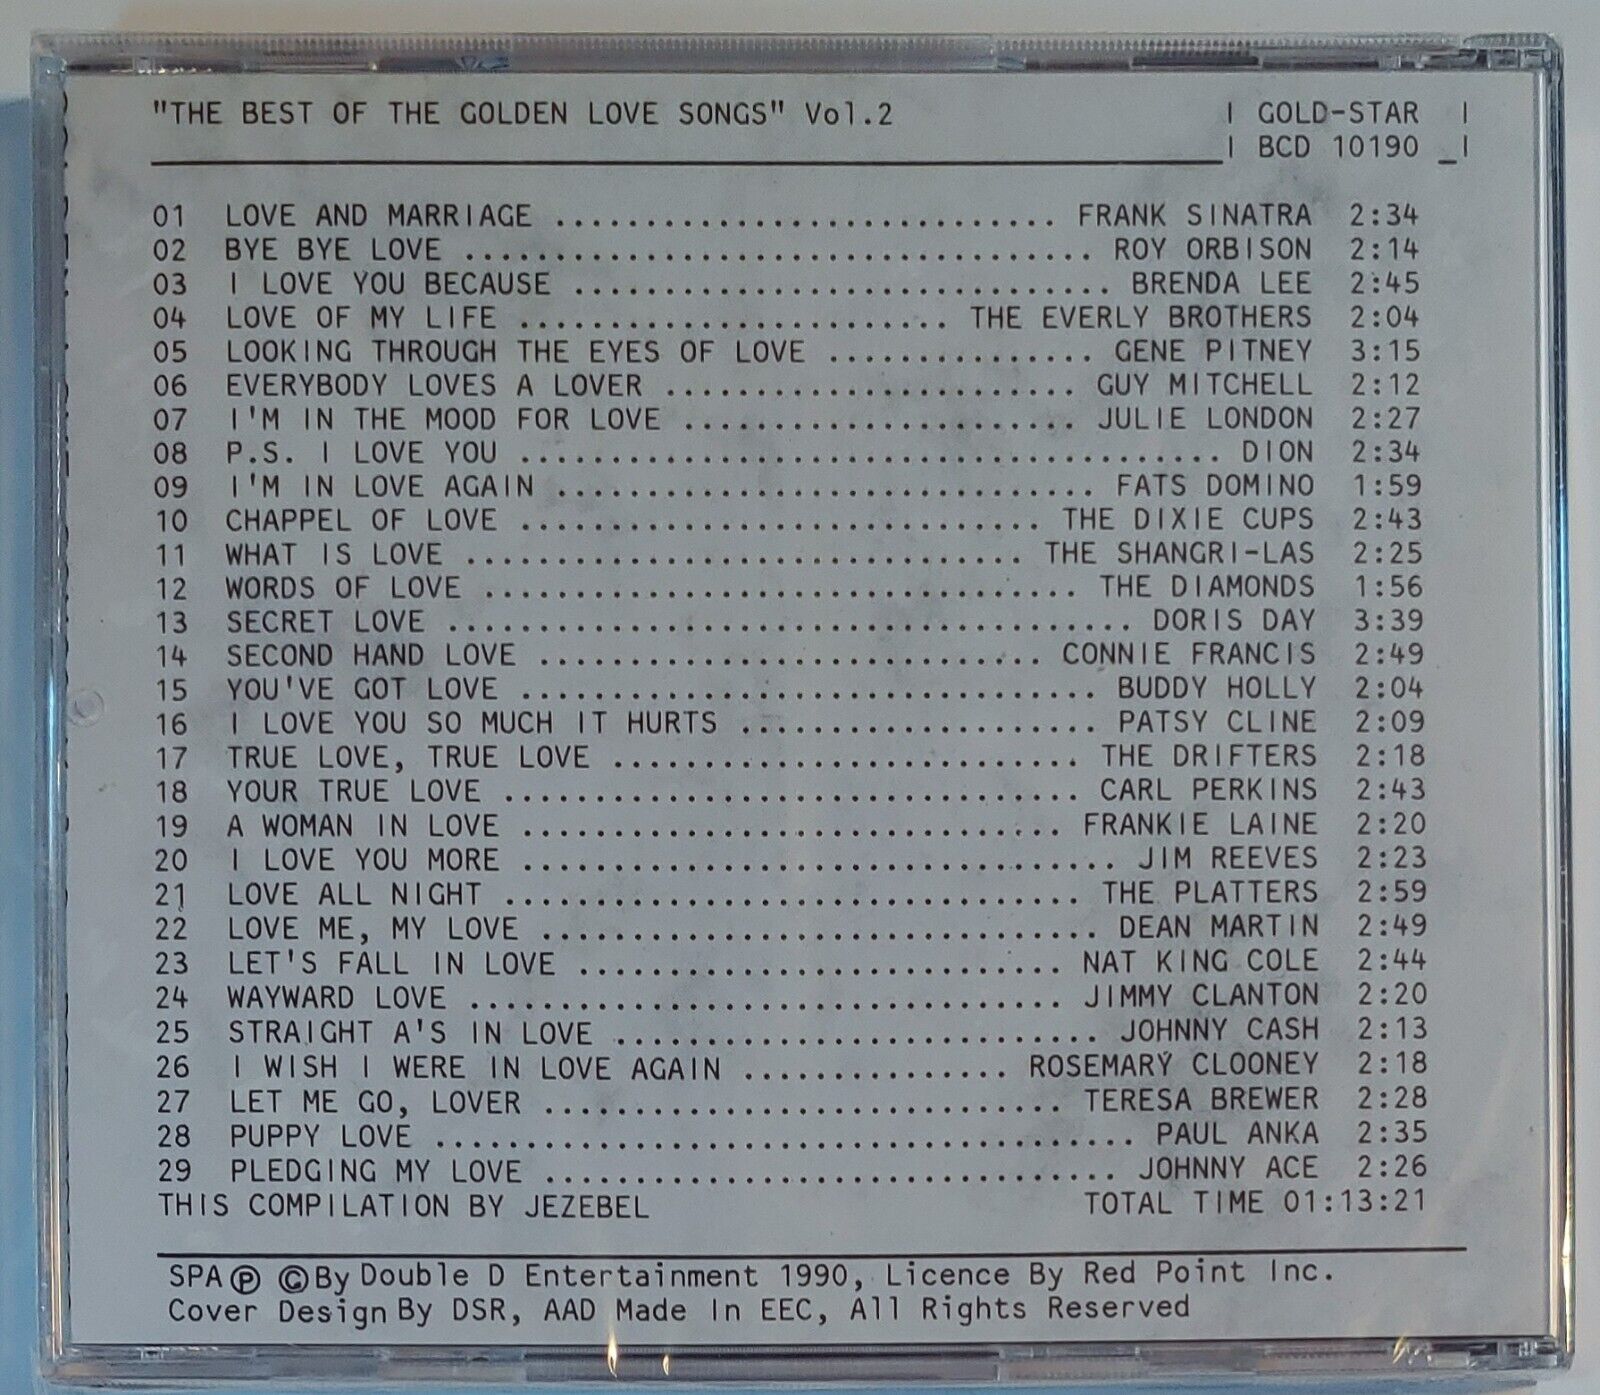 "THE BEST OF THE GOLDEN LOVE SONGS" Vol.2 | GOLD-STAR |
| BCD 10190 _|
01 LOVE AND MARRIAGE ............................ FRANK SINATRA 2:34
02 BYE BYE LOVE ................................... ROY ORBISON 2:14
03 I LOVE YOU BECAUSE .............................. BRENDA LEE 2:45
04 LOVE OF MY LIFE ........................ THE EVERLY BROTHERS 2:04
05 LOOKING THROUGH THE EYES OF LOVE ............... GENE PITNEY 3:15
06 EVERYBODY LOVES A LOVER ....................... GUY MITCHELL 2:12
07 I'M IN THE MOOD FOR LOVE ...................... JULIE LONDON 2:27
08 P.S. I LOVE YOU ....................................... DION 2:34
09 I'M IN LOVE AGAIN .............................. FATS DOMINO 1:59
10 CHAPPEL OF LOVE ............................. THE DIXIE CUPS 2:43
11 WHAT IS LOVE ............................... THE SHANGRI-LAS 2:25
12 WORDS OF LOVE ................................. THE DIAMONDS 1:56
13 SECRET LOVE ...................................... DORIS DAY 3:39
14 SECOND HAND LOVE ............................ CONNIE FRANCIS 2:49
15 YOU'VE GOT LOVE ................................ BUDDY HOLLY 2:04
16 I LOVE YOU SO MUCH IT HURTS .................... PATSY CLINE 2:09
17 TRUE LOVE, TRUE LOVE .......................... THE DRIFTERS 2:18
18 YOUR TRUE LOVE ................................ CARL PERKINS 2:43
19 A WOMAN IN LOVE .............................. FRANKIE LAINE 2:20
20 I LOVE YOU MORE ................................. JIM REEVES 2:23
21 LOVE ALL NIGHT ................................ THE PLATTERS 2:59
22 LOVE ME, MY LOVE ............................... DEAN MARTIN 2:49
23 LET'S FALL IN LOVE ........................... NAT KING COLE 2:44
24 WAYWARD LOVE ................................. JIMMY CLANTON 2:20
25 STRAIGHT A'S IN LOVE ........................... JOHNNY CASH 2:13
26 I WISH I WERE IN LOVE AGAIN ............... ROSEMARY CLOONEY 2:18
27 LET ME GO, LOVER ............................. TERESA BREWER 2:28
28 PUPPY LOVE ....................................... PAUL ANKA 2:35
29 PLEDGING MY LOVE ................................ JOHNNY ACE 2:26
THIS COMPILATION BY JEZEBEL TOTAL TIME 01:13:21
SPA Ⓟ © By Double D Entertainment 1990, Licence By Red Point Inc.
Cover Design By DSR, AAD Made In EEC, All Rights Reserved